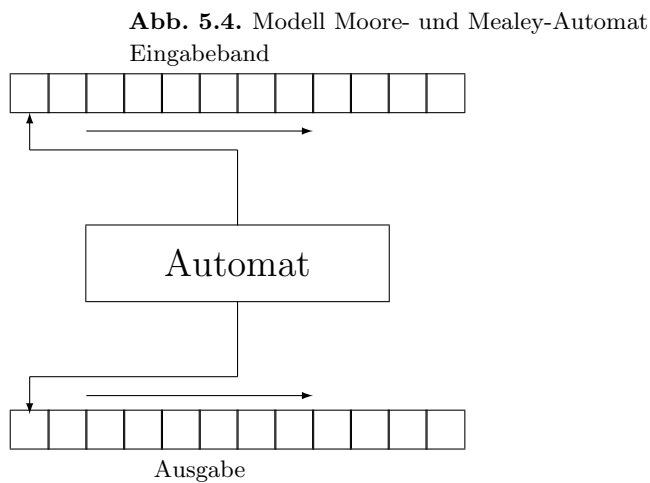 Abb. 5.4. Modell Moore- und Mealey-Automat
Eingabeband
Automat
Ausgabe